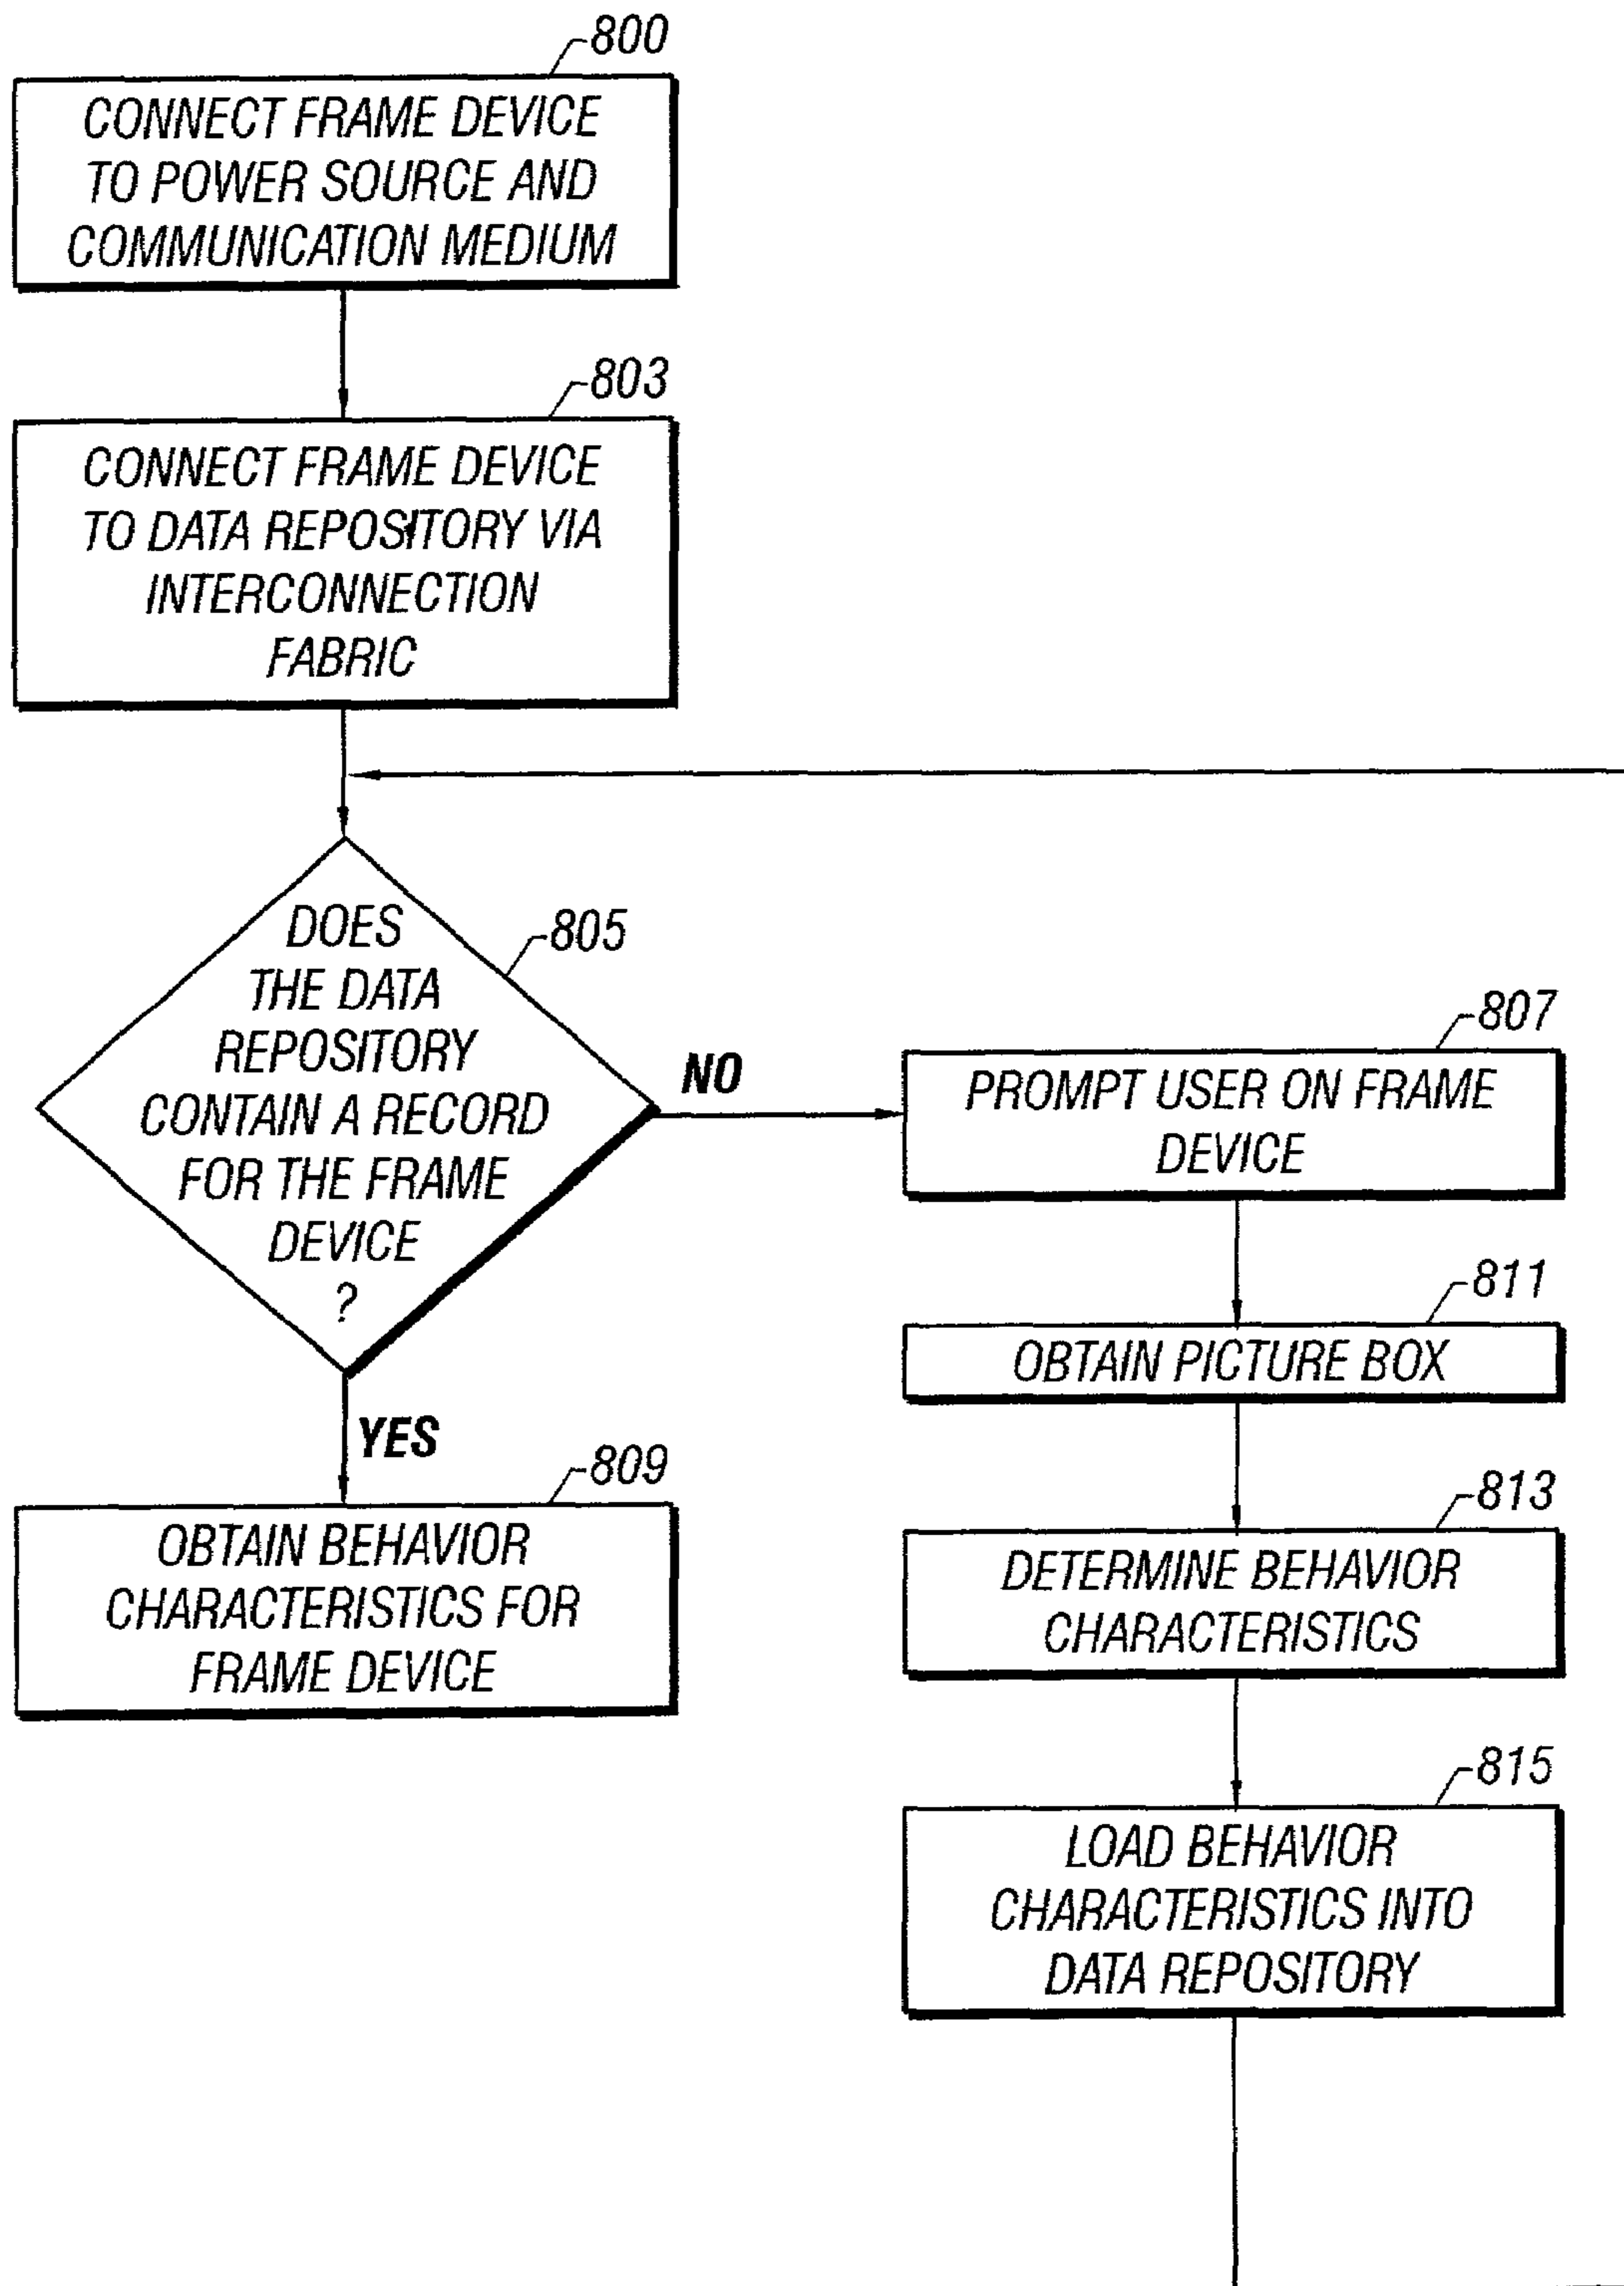 800
CONNECT FRAME DEVICE
TO POWER SOURCE AND
COMMUNICATION MEDIUM
803
CONNECT FRAME DEVICE
TO DATA REPOSITORY VIA
INTERCONNECTION
FABRIC
805
DOES
THE DATA
REPOSITORY
CONTAIN A RECORD
FOR THE FRAME
DEVICE
?
NO
YES
807
PROMPT USER ON FRAME
DEVICE
809
OBTAIN BEHAVIOR
CHARACTERISTICS FOR
FRAME DEVICE
811
OBTAIN PICTURE BOX
813
DETERMINE BEHAVIOR
CHARACTERISTICS
815
LOAD BEHAVIOR
CHARACTERISTICS INTO
DATA REPOSITORY